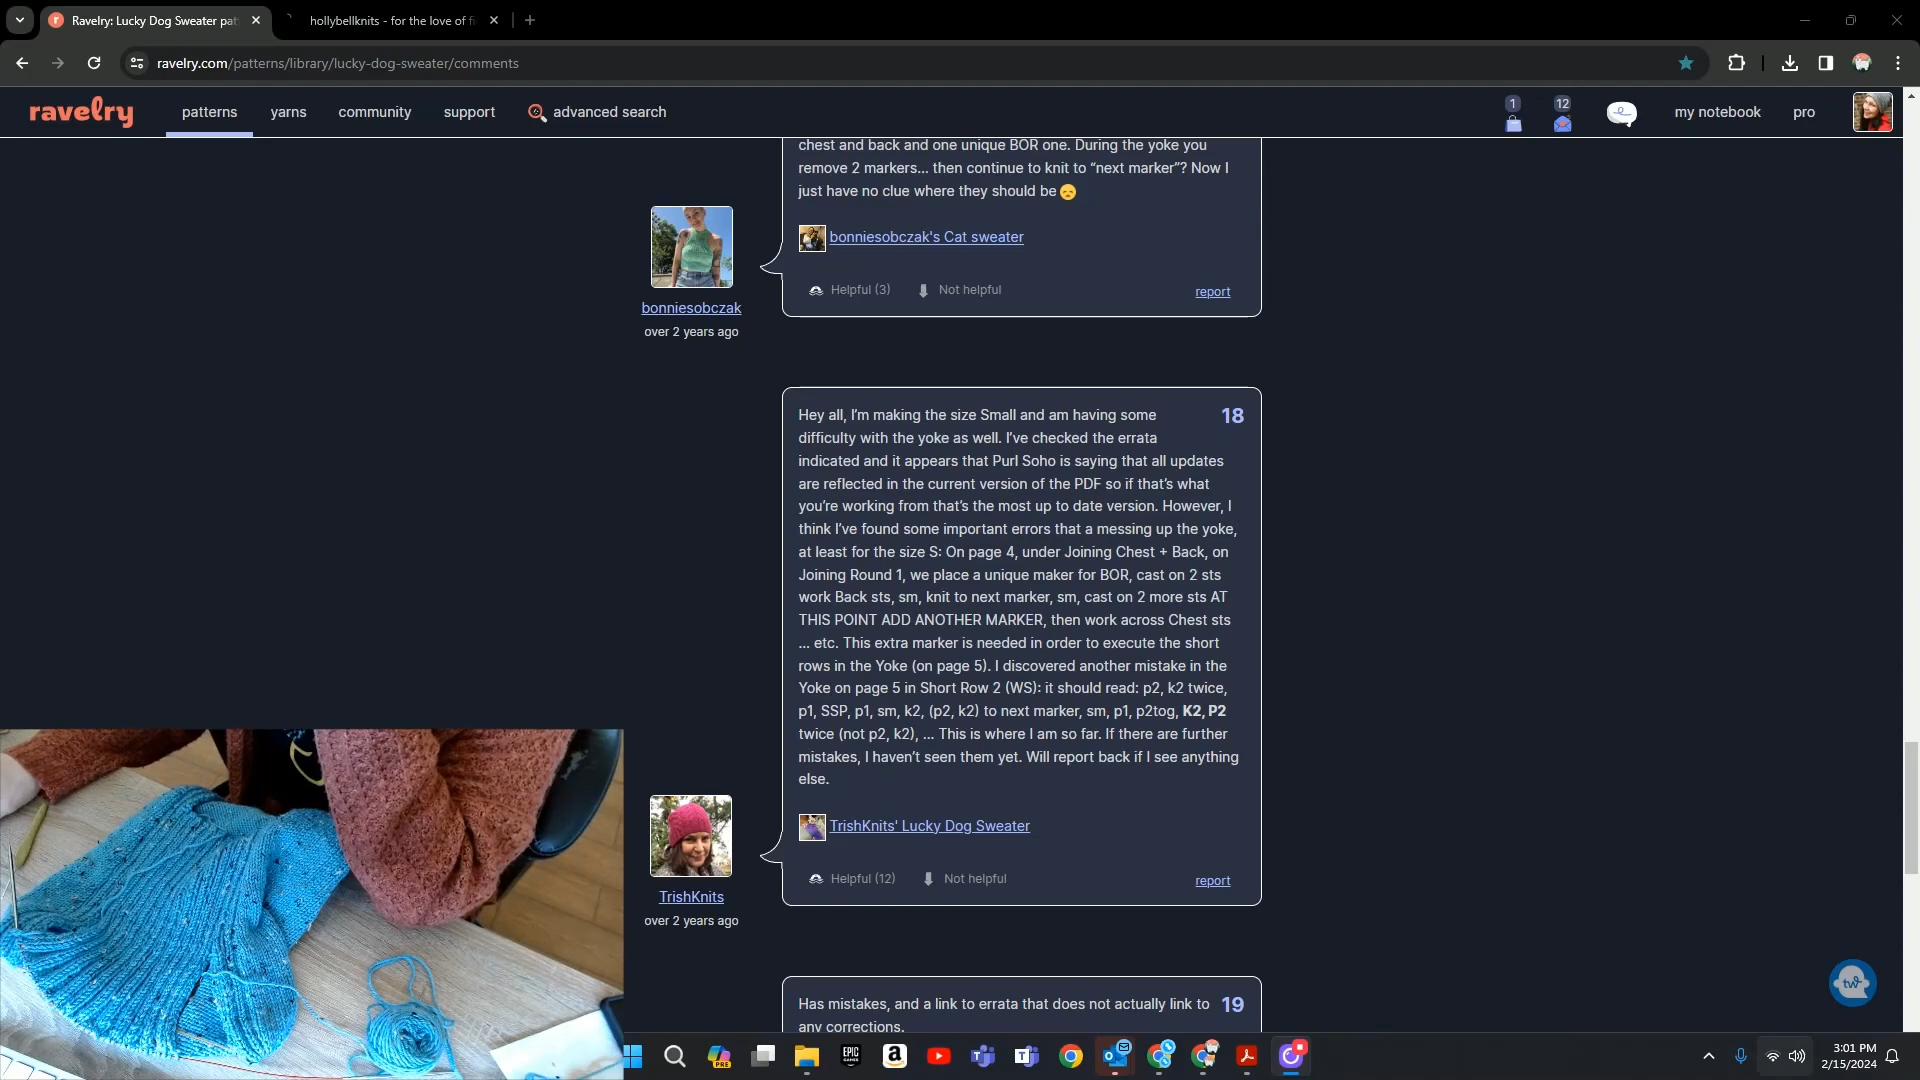 Ravelry: Lucky Dog Sweater pat
hollybellknits - for the love of fi
ravelry.com/patterns/library/lucky-dog-sweater/comments
ravelry
patterns
yarns
community
support
advanced search
1
12
my notebook
pro
chest and back and one unique BOR one. During the yoke you
remove 2 markers... then continue to knit to “next marker”? Now I
just have no clue where they should be😞
bonniesobczak's Cat sweater
Helpful (3)
Not helpful
report
bonniesobczak
over 2 years ago
18
Hey all, I’m making the size Small and am having some
difficulty with the yoke as well. I’ve checked the errata
indicated and it appears that Purl Soho is saying that all updates
are reflected in the current version of the PDF so if that’s what
you’re working from that’s the most up to date version. However, I
think I’ve found some important errors that a messing up the yoke,
at least for the size S: On page 4, under Joining Chest + Back, on
Joining Round 1, we place a unique maker for BOR, cast on 2 sts
work Back sts, sm, knit to next marker, sm, cast on 2 more sts AT
THIS POINT ADD ANOTHER MARKER, then work across Chest sts
... etc. This extra marker is needed in order to execute the short
rows in the Yoke (on page 5). I discovered another mistake in the
Yoke on page 5 in Short Row 2 (WS): it should read: p2, k2 twice,
p1, SSP, p1, sm, k2, (p2, k2) to next marker, sm, p1, p2tog, K2, P2
twice (not p2, k2), ... This is where I am so far. If there are further
mistakes, I haven’t seen them yet. Will report back if I see anything
else.
TrishKnits' Lucky Dog Sweater
Helpful (12)
Not helpful
report
TrishKnits
over 2 years ago
19
Has mistakes, and a link to errata that does not actually link to
any corrections.
tw
PRE
EPIC
GAMES
a
3:01 PM
2/15/2024